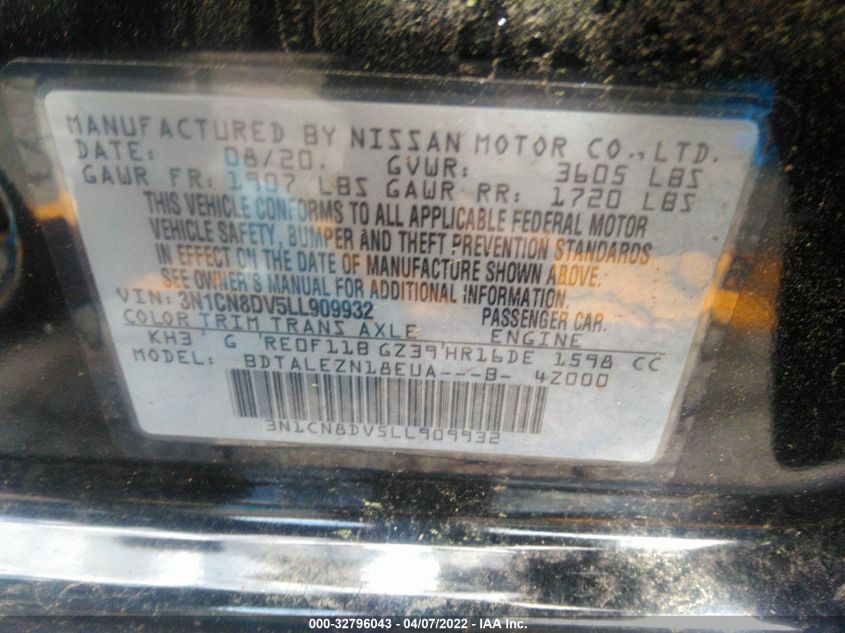 MANUFACTURED BY NISSAN MOTOR CO., LTD.
DATE: 08/20. GVWR: 3605 LBS
GAWR FR: 1907 LBS GAWR RR: 1720 LBS
THIS VEHICLE CONFORMS TO ALL APPLICABLE FEDERAL MOTOR
VEHICLE SAFETY, BUMPER AND THEFT PREVENTION STANDARDS
IN EFFECT ON THE DATE OF MANUFACTURE SHOWN ABOVE.
SEE OWNER'S MANUAL FOR ADDITIONAL INFORMATION.
VIN: 3N1CN8DV5LL909932 PASSENGER CAR.
COLOR TRIM TRANS AXLE ENGINE
KH3 G RE0F11B GZ39 HR16DE 1598 CC
MODEL: BDTALEZN18EUA---B- 4Z000
3N1CN8DV5LL909932
000-32796043 - 04/07/2022 - IAA Inc.